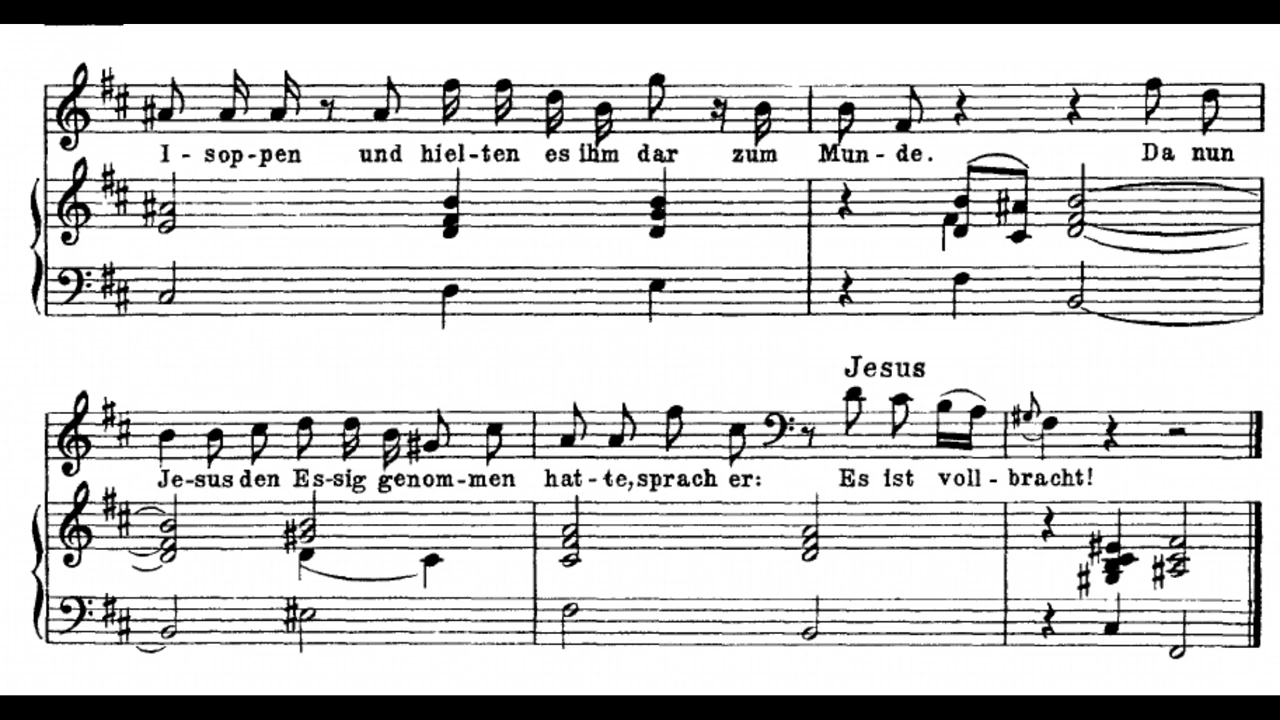 I - sop - pen und hiel - ten es ihm dar zum Mun - de. Da nun
Jesus
Je - sus den Es - sig genom - men hat - te, sprach er: Es ist voll - bracht!